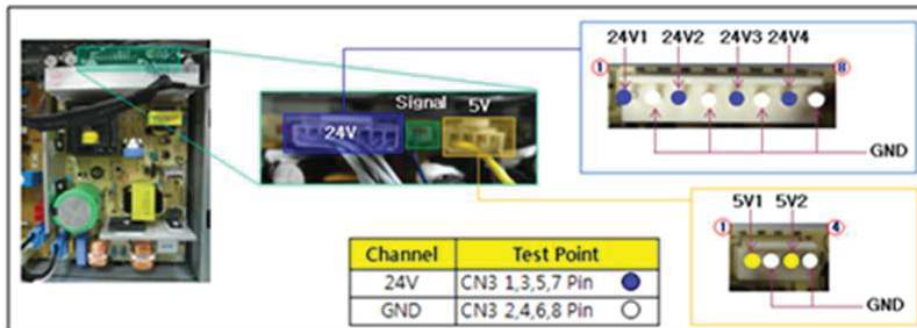 24V1 24V2 24V3 24V4
① ⑧
Signal 5V
24V
GND
5V1 5V2
① ④
Channel Test Point
24V CN3 1,3,5,7 Pin
GND CN3 2,4,6,8 Pin
GND